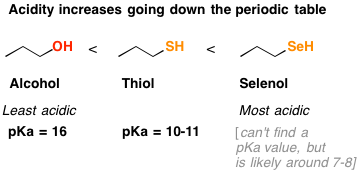 Acidity increases going down the periodic table
OH < SH < SeH
Alcohol Thiol Selenol
Least acidic Most acidic
pKa = 16 pKa = 10-11 [can't find a
pKa value, but
is likely around 7-8]